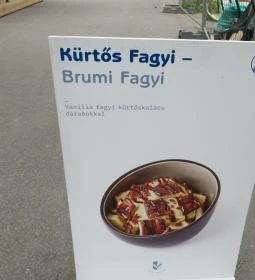 Kürtős Fagyi –
Brumi Fagyi
–
Vanília fagyi kürtőskalács
darabokkal